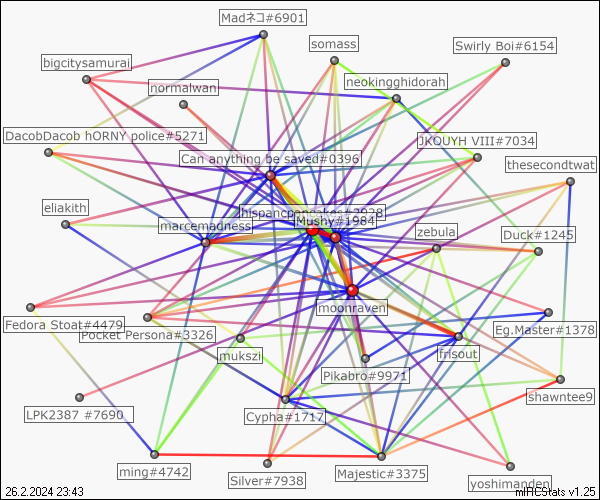 Madネコ#6901
somass
Swirly Boi#6154
bigcitysamurai
normalwan
neokingghidorah
DacobDacob hORNY police#5271
JKQUYH VIII#7034
Can anything be saved#0396
thesecondtwat
eliakith
hispancpancakes#2028
Mushy#1984
marcemadness
zebula
Duck#1245
moonraven
Fedora Stoat#4479
Pocket Persona#3326
Eg.Master#1378
mukszi
frisout
Pikabro#9971
shawntee9
LPK2387 #7690
Cypha#1717
ming#4742
Silver#7938
Majestic#3375
yoshimanden
26.2.2024 23:43
mIRCStats v1.25